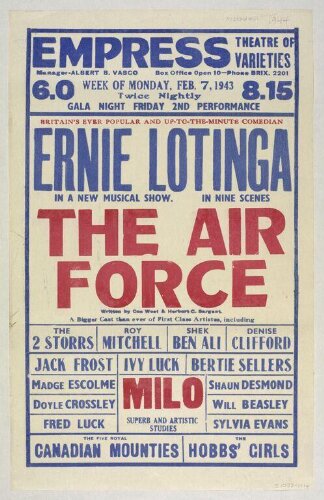 EMPRESS THEATRE OF VARIETIES
Manager-ALBERT B. VASCO Box Office Open 10-Phone BRIX. 2201
6.0 WEEK OF MONDAY, FEB. 7, 1943 8.15
Twice Nightly
GALA NIGHT FRIDAY 2ND PERFORMANCE
BRITAIN'S EVER POPULAR AND UP-TO-THE-MINUTE COMEDIAN
ERNIE LOTINGA
IN A NEW MUSICAL SHOW. IN NINE SCENES
THE AIR
FORCE
Written by Con West & Herbert C. Sargent.
A Bigger Cast than ever of First Class Artistes, including
THE 2 STORRS
ROY MITCHELL
SHEK BEN ALI
DENISE CLIFFORD
JACK FROST
IVY LUCK
BERTIE SELLERS
MADGE ESCOLME
DOYLE CROSSLEY
FRED LUCK
MILO
SUPERB AND ARTISTIC
STUDIES
SHAUN DESMOND
WILL BEASLEY
SYLVIA EVANS
THE FIVE ROYAL
CANADIAN MOUNTIES
THE
HOBBS' GIRLS